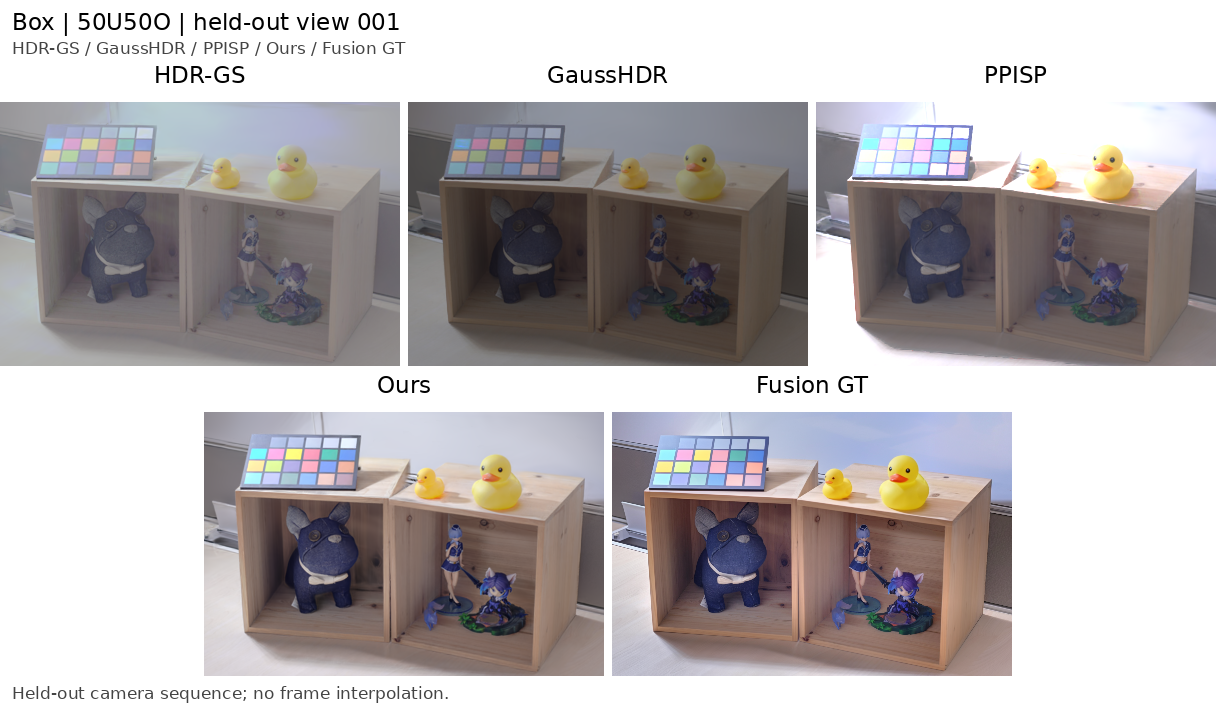 Box | 50U50O | held-out view 001
HDR-GS / GaussHDR / PPISP / Ours / Fusion GT
HDR-GS
GaussHDR
PPISP
Ours
Fusion GT
Held-out camera sequence; no frame interpolation.